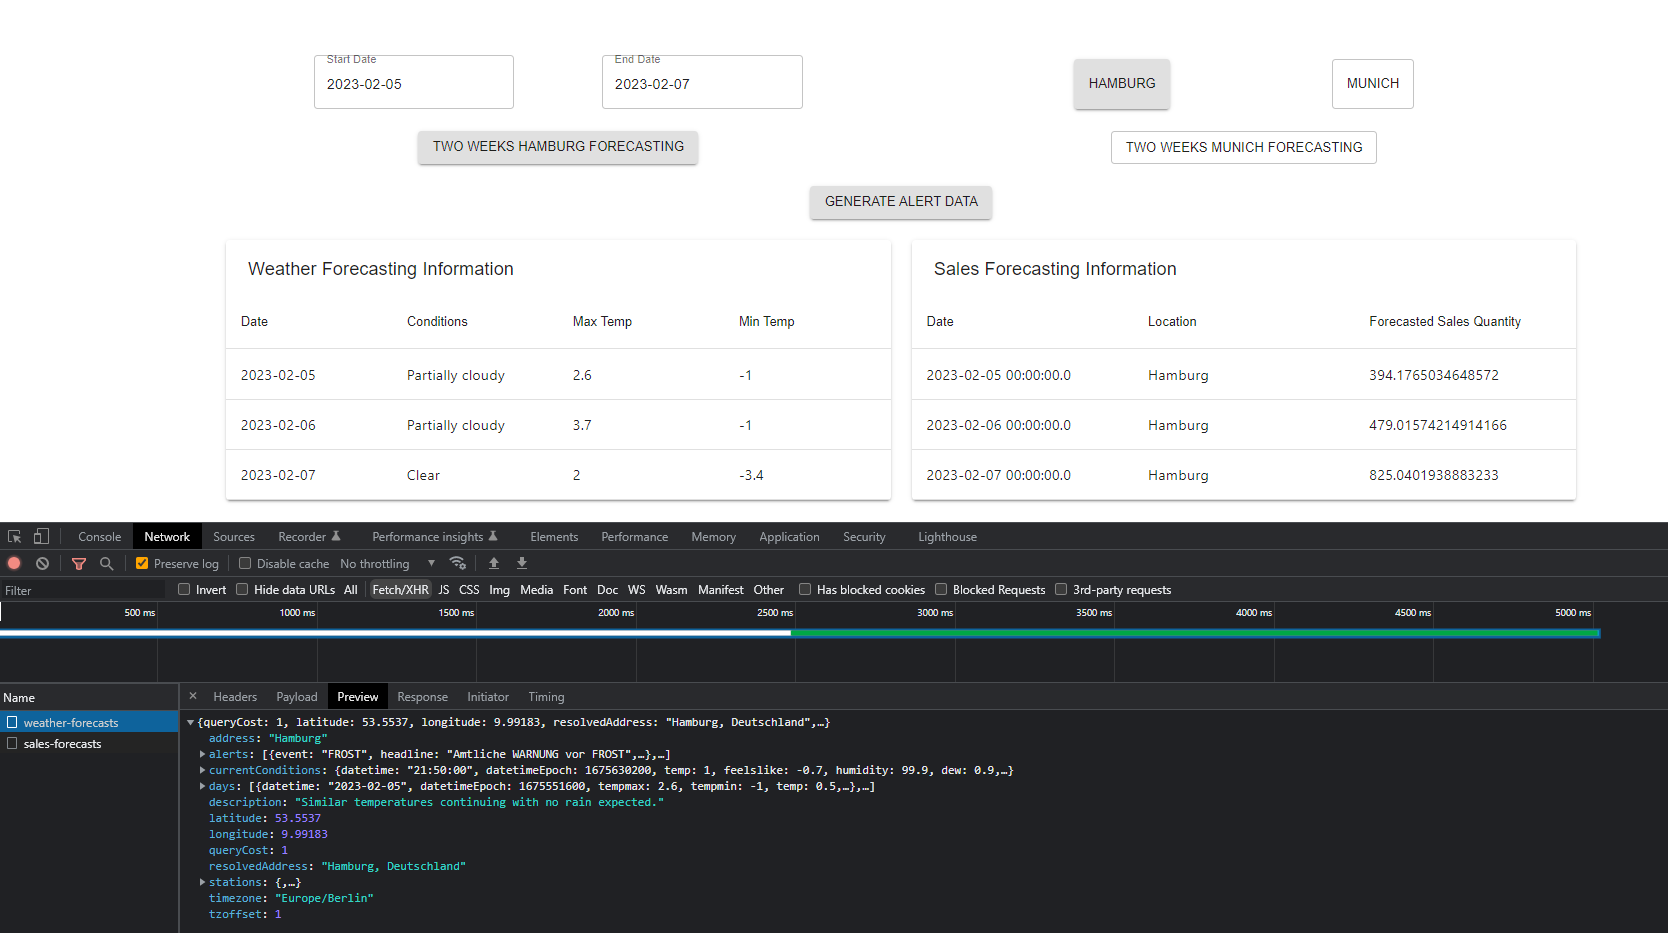 Start Date
2023-02-05
End Date
2023-02-07
HAMBURG
MUNICH
TWO WEEKS HAMBURG FORECASTING
TWO WEEKS MUNICH FORECASTING
GENERATE ALERT DATA
Weather Forecasting Information
Date Conditions Max Temp Min Temp
2023-02-05 Partially cloudy 2.6 -1
2023-02-06 Partially cloudy 3.7 -1
2023-02-07 Clear 2 -3.4
Sales Forecasting Information
Date Location Forecasted Sales Quantity
2023-02-05 00:00:00.0 Hamburg 394.1765034648572
2023-02-06 00:00:00.0 Hamburg 479.01574214914166
2023-02-07 00:00:00.0 Hamburg 825.0401938883233
Console Network Sources Recorder Performance insights Elements Performance Memory Application Security Lighthouse
Preserve log Disable cache No throttling
Filter Invert Hide data URLs All Fetch/XHR JS CSS Img Media Font Doc WS Wasm Manifest Other Has blocked cookies Blocked Requests 3rd-party requests
500 ms 1000 ms 1500 ms 2000 ms 2500 ms 3000 ms 3500 ms 4000 ms 4500 ms 5000 ms
Name
weather-forecasts
sales-forecasts
× Headers Payload Preview Response Initiator Timing
{queryCost: 1, latitude: 53.5537, longitude: 9.99183, resolvedAddress: "Hamburg, Deutschland",…}
address: "Hamburg"
alerts: [{event: "FROST", headline: "Amtliche WARNUNG vor FROST",…},…]
currentConditions: {datetime: "21:50:00", datetimeEpoch: 1675630200, temp: 1, feelslike: -0.7, humidity: 99.9, dew: 0.9,…}
days: [{datetime: "2023-02-05", datetimeEpoch: 1675551600, tempmax: 2.6, tempmin: -1, temp: 0.5,…},…]
description: "Similar temperatures continuing with no rain expected."
latitude: 53.5537
longitude: 9.99183
queryCost: 1
resolvedAddress: "Hamburg, Deutschland"
stations: {,…}
timezone: "Europe/Berlin"
tzoffset: 1